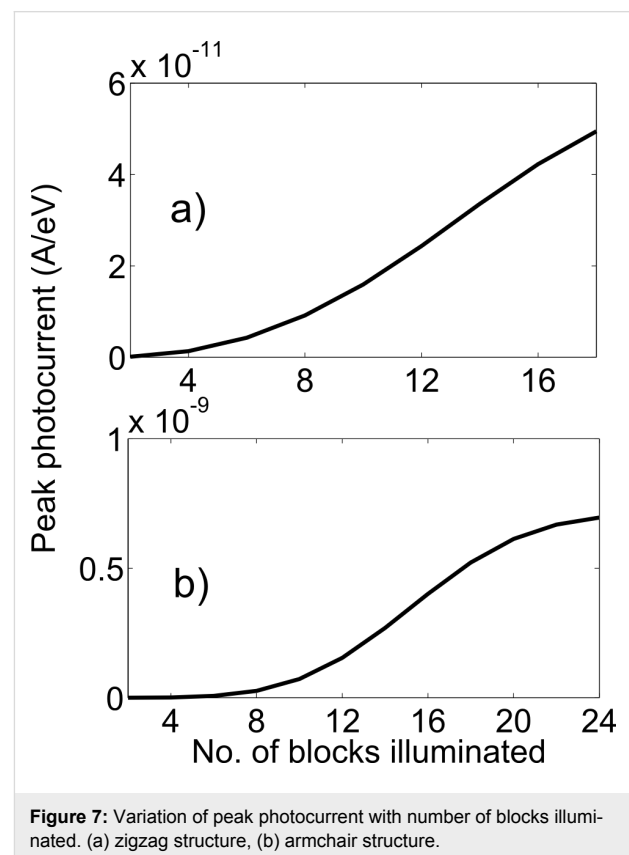 x 10^-11
6
4
2
0
a)
4 8 12 16
Peak photocurrent (A/eV)
x 10^-9
1
0.5
0
b)
4 8 12 16 20 24
No. of blocks illuminated
Figure 7: Variation of peak photocurrent with number of blocks illumi-
nated. (a) zigzag structure, (b) armchair structure.